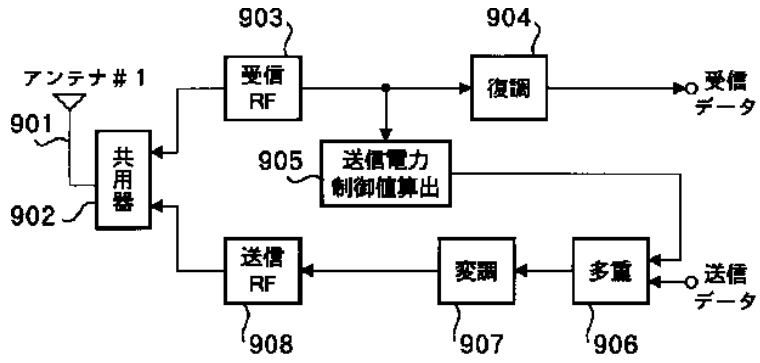 903
904
アンテナ#1
受信
RF
復調
受信
データ
901
共用器
905
送信電力
制御値算出
902
送信
RF
変調
多重
送信
データ
908
907
906